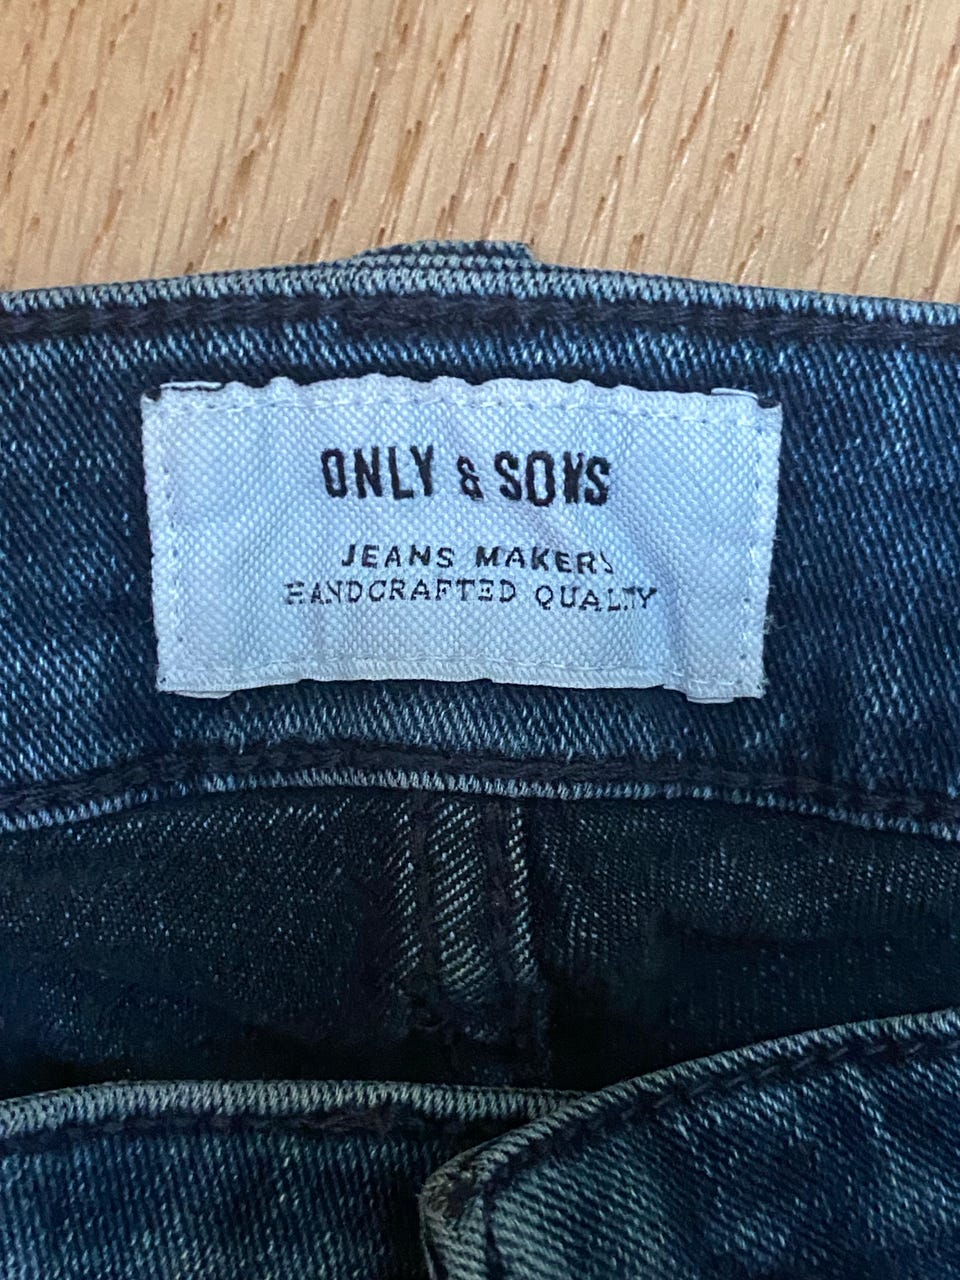 ONLY & SONS
JEANS MAKERS
HANDCRAFTED QUALITY